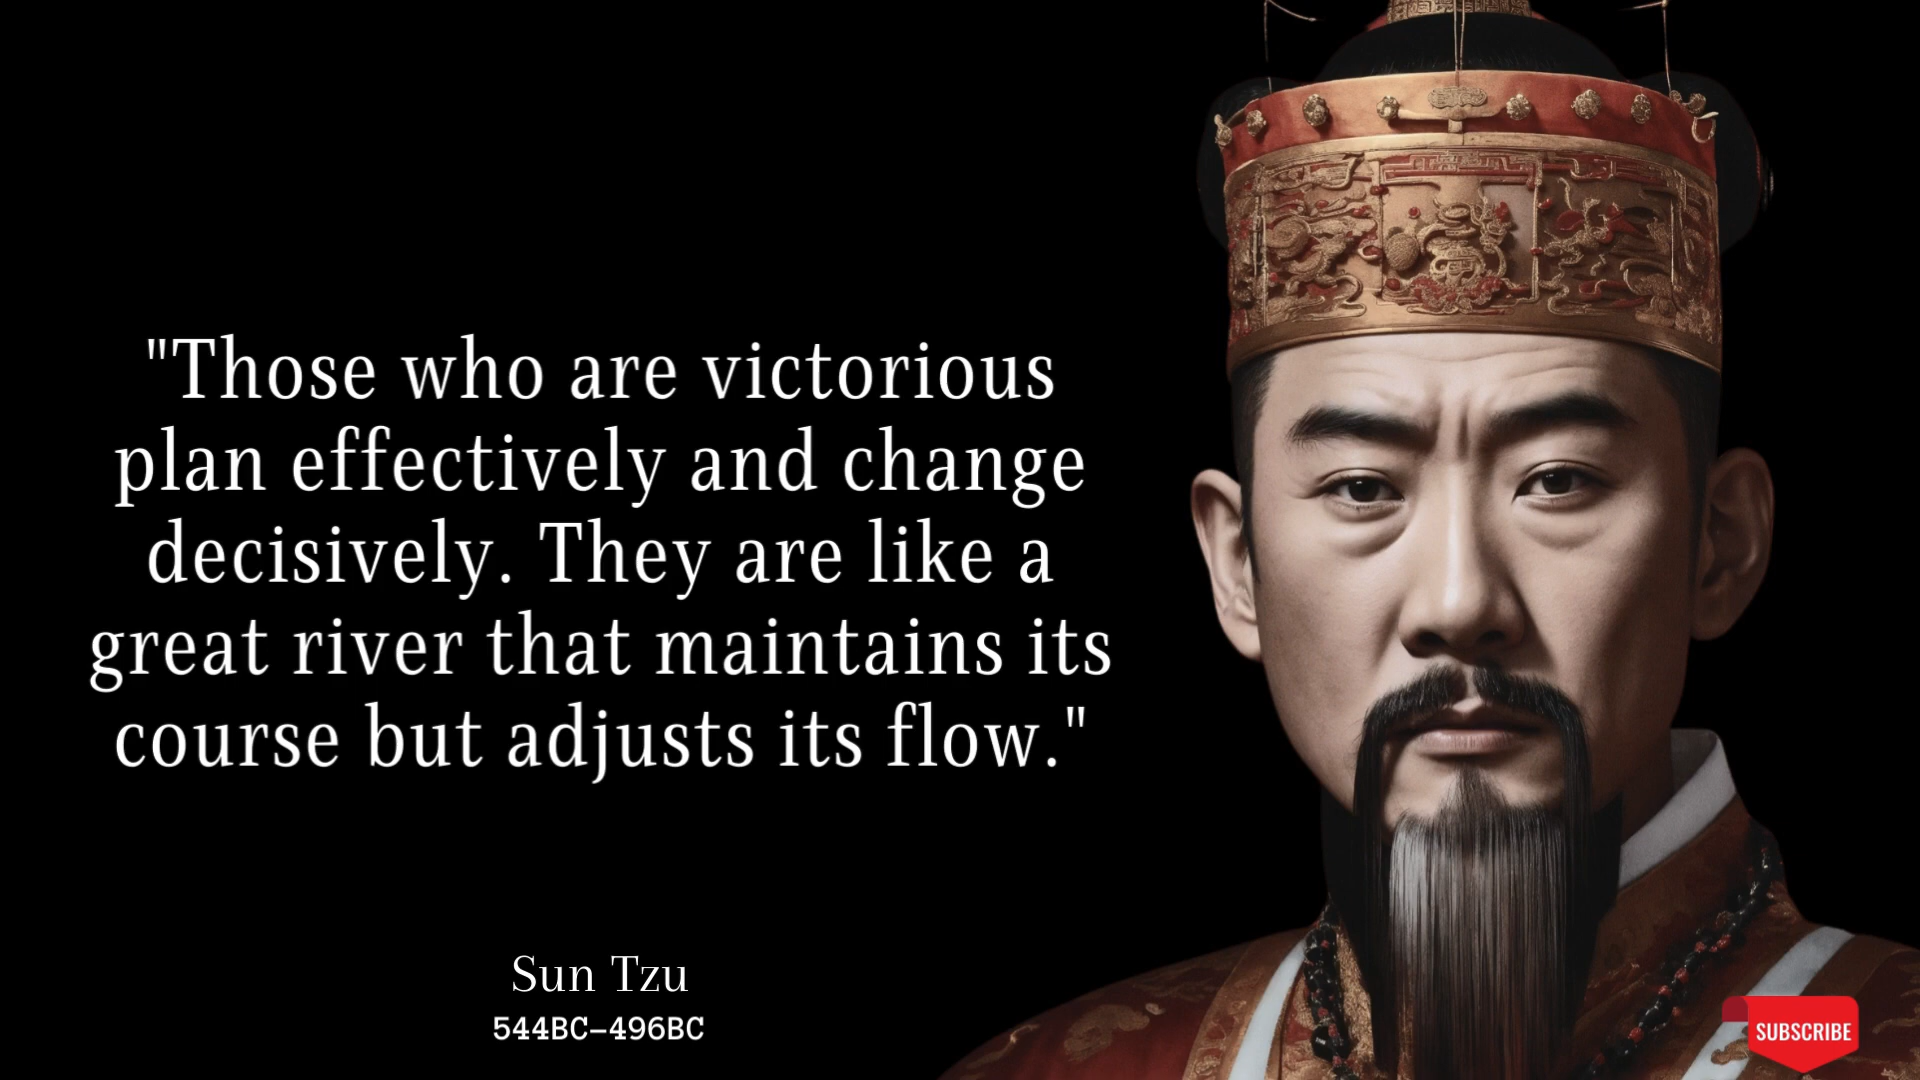 "Those who are victorious
plan effectively and change
decisively. They are like a
great river that maintains its
course but adjusts its flow."
Sun Tzu
544BC–496BC
SUBSCRIBE